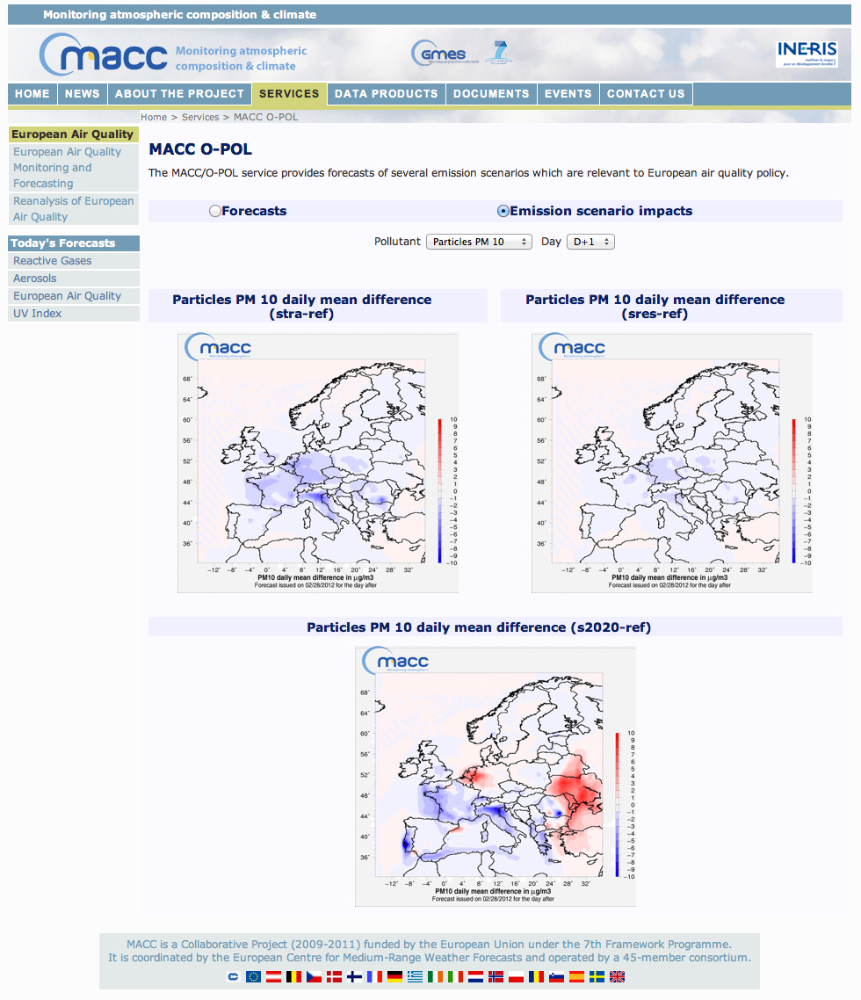 Monitoring atmospheric composition & climate
macc Monitoring atmospheric
composition & climate
Gmes
7
INERIS
maîtriser le risque
pour un développement durable
HOME NEWS ABOUT THE PROJECT SERVICES DATA PRODUCTS DOCUMENTS EVENTS CONTACT US
Home > Services > MACC O-POL
European Air Quality
European Air Quality
Monitoring and
Forecasting
Reanalysis of European
Air Quality
Today's Forecasts
Reactive Gases
Aerosols
European Air Quality
UV Index
MACC O-POL
The MACC/O-POL service provides forecasts of several emission scenarios which are relevant to European air quality policy.
Forecasts Emission scenario impacts
Pollutant Particles PM 10 Day D+1
Particles PM 10 daily mean difference
(stra-ref)
macc
Monitoring atmospheric
68°
64°
60°
56°
52°
48°
44°
40°
36°
-12° -8° -4° 0° 4° 8° 12° 16° 20° 24° 28° 32°
10
9
8
7
6
5
4
3
2
1
0
-1
-2
-3
-4
-5
-6
-7
-8
-9
-10
PM10 daily mean difference in µg/m3
Forecast issued on 02/28/2012 for the day after
Particles PM 10 daily mean difference
(sres-ref)
macc
Monitoring atmospheric
68°
64°
60°
56°
52°
48°
44°
40°
36°
-12° -8° -4° 0° 4° 8° 12° 16° 20° 24° 28° 32°
10
9
8
7
6
5
4
3
2
1
0
-1
-2
-3
-4
-5
-6
-7
-8
-9
-10
PM10 daily mean difference in µg/m3
Forecast issued on 02/28/2012 for the day after
Particles PM 10 daily mean difference (s2020-ref)
macc
Monitoring atmospheric
68°
64°
60°
56°
52°
48°
44°
40°
36°
-12° -8° -4° 0° 4° 8° 12° 16° 20° 24° 28° 32°
10
9
8
7
6
5
4
3
2
1
0
-1
-2
-3
-4
-5
-6
-7
-8
-9
-10
PM10 daily mean difference in µg/m3
Forecast issued on 02/28/2012 for the day after
MACC is a Collaborative Project (2009-2011) funded by the European Union under the 7th Framework Programme.
It is coordinated by the European Centre for Medium-Range Weather Forecasts and operated by a 45-member consortium.